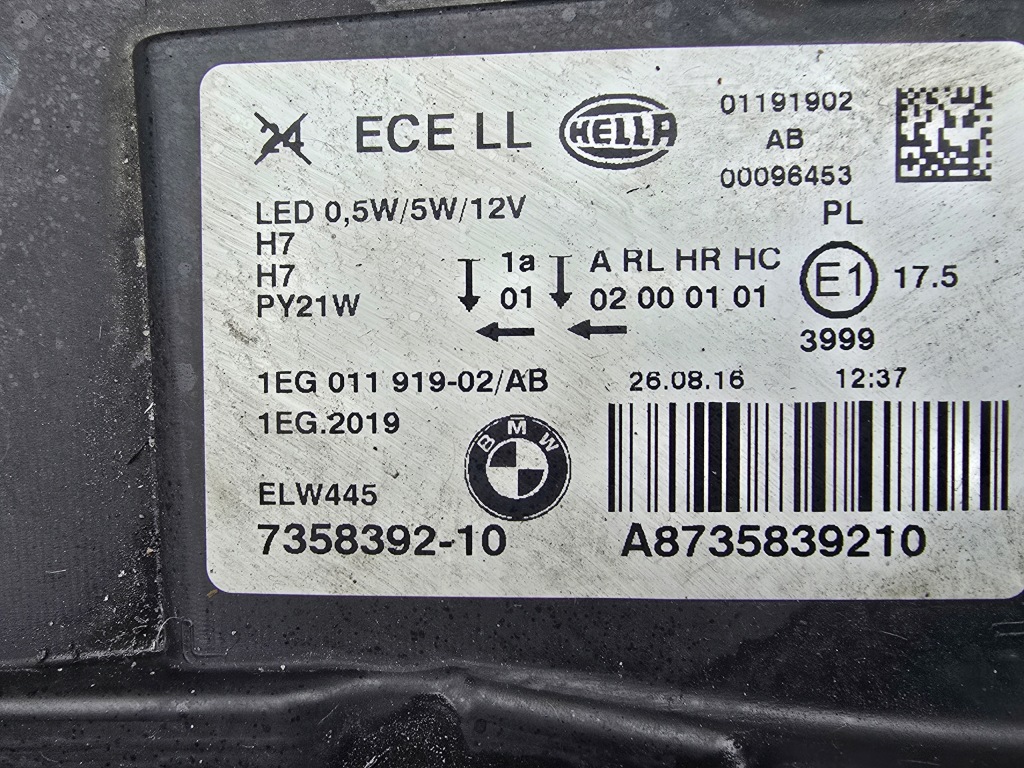 24 ECE LL HELLA 01191902
AB
00096453
LED 0,5W/5W/12V PL
H7
H7 1a A RL HR HC E1 17.5
PY21W 01 02 00 01 01
3999
1EG 011 919-02/AB 26.08.16 12:37
1EG.2019
BMW
ELW445
7358392-10 A8735839210